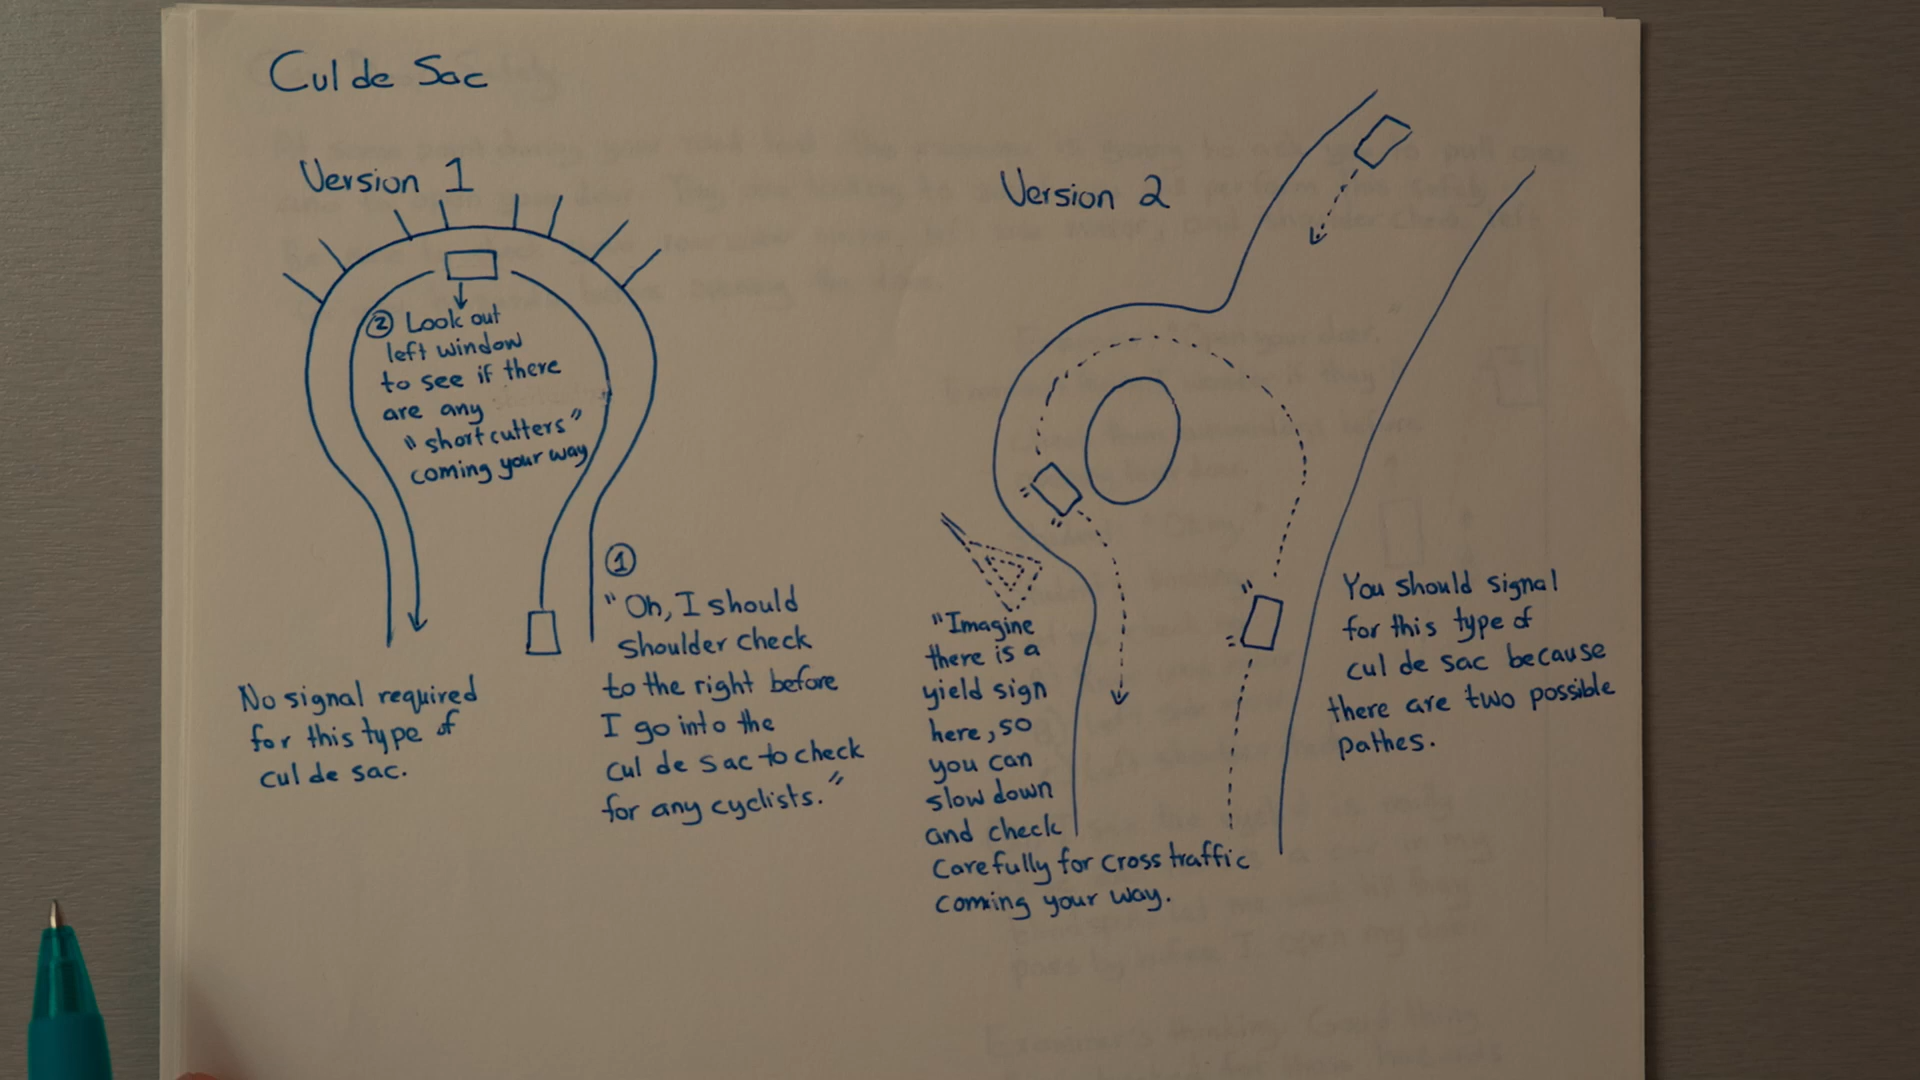 Cul de Sac
Version 1
② Look out
left window
to see if there
are any
"shortcutters"
coming your way
①
"Oh, I should
shoulder check
to the right before
I go into the
cul de sac to check
for any cyclists."
No signal required
for this type of
cul de sac.
Version 2
"Imagine
there is a
yield sign
here, so
you can
slow down
and check
carefully for cross traffic
coming your way.
You should signal
for this type of
cul de sac because
there are two possible
pathes.